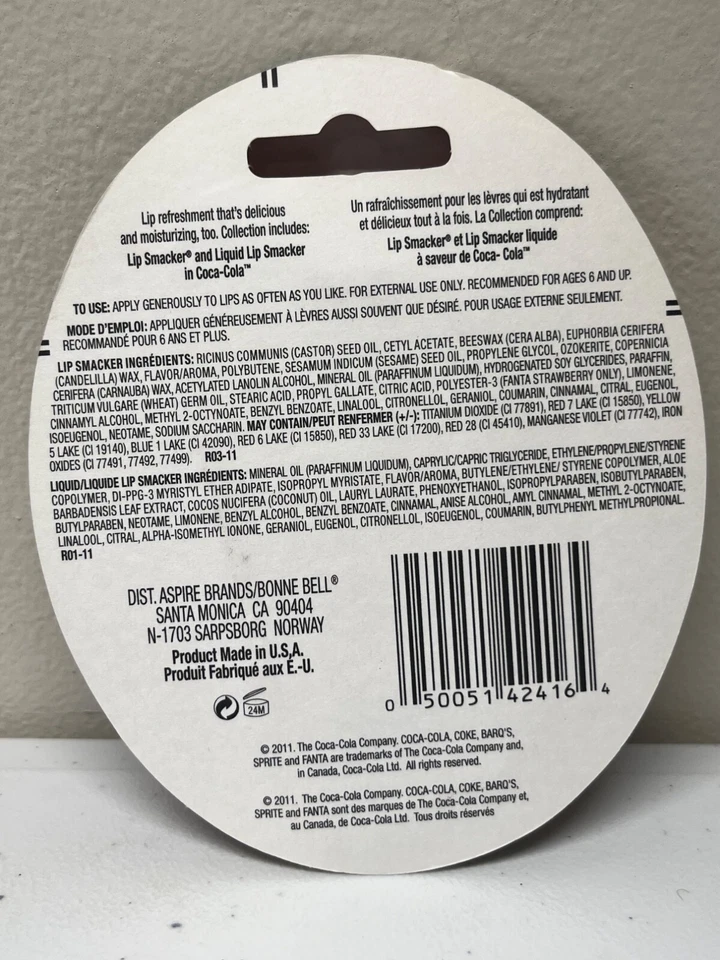 Lip refreshment that's delicious
and moisturizing, too. Collection includes:
Lip Smacker® and Liquid Lip Smacker
in Coca-Cola™
Un rafraîchissement pour les lèvres qui est hydratant
et délicieux tout à la fois. La Collection comprend:
Lip Smacker® et Lip Smacker liquide
à saveur de Coca- Cola™
TO USE: APPLY GENEROUSLY TO LIPS AS OFTEN AS YOU LIKE. FOR EXTERNAL USE ONLY. RECOMMENDED FOR AGES 6 AND UP.
MODE D'EMPLOI: APPLIQUER GÉNÉREUSEMENT À LÈVRES AUSSI SOUVENT QUE DÉSIRÉ. POUR USAGE EXTERNE SEULEMENT.
RECOMMANDÉ POUR 6 ANS ET PLUS.
LIP SMACKER INGRÉDIENTS: RICINUS COMMUNIS (CASTOR) SEED OIL, CETYL ACETATE, BEESWAX (CERA ALBA), EUPHORBIA CERIFERA
(CANDELILLA) WAX, FLAVOR/AROMA, POLYBUTENE, SESAMUM INDICUM (SESAME) SEED OIL, PROPYLENE GLYCOL, OZOKERITE, COPERNICIA
CERIFERA (CARNAUBA) WAX, ACETYLATED LANOLIN ALCOHOL, MINERAL OIL (PARAFFINUM LIQUIDUM), HYDROGENATED SOY GLYCERIDES, PARAFFIN,
TRITICUM VULGARE (WHEAT) GERM OIL, STEARIC ACID, PROPYL GALLATE, CITRIC ACID, POLYESTER-3 (FANTA STRAWBERRY ONLY), LIMONENE,
CINNAMYL ALCOHOL, METHYL 2-OCTYNOATE, BENZYL BENZOATE, LINALOOL, CITRONELLOL, GERANIOL, COUMARIN, CINNAMAL, CITRAL, EUGENOL,
ISOEUGENOL, NEOTAME, SODIUM SACCHARIN. MAY CONTAIN/PEUT RENFERMER (+/-): TITANIUM DIOXIDE (CI 77891), RED 7 LAKE (CI 15850), YELLOW
5 LAKE (CI 19140), BLUE 1 LAKE (CI 42090), RED 6 LAKE (CI 15850), RED 33 LAKE (CI 17200), RED 28 (CI 45410), MANGANESE VIOLET (CI 77742), IRON
OXIDES (CI 77491, 77492, 77499). R03-11
LIQUID/LIQUIDE LIP SMACKER INGRÉDIENTS: MINERAL OIL (PARAFFINUM LIQUIDUM), CAPRYLIC/CAPRIC TRIGLYCERIDE, ETHYLENE/PROPYLENE/STYRENE
COPOLYMER, DI-PPG-3 MYRISTYL ETHER ADIPATE, ISOPROPYL MYRISTATE, FLAVOR/AROMA, BUTYLENE/ETHYLENE/ STYRENE COPOLYMER, ALOE
BARBADENSIS LEAF EXTRACT, COCOS NUCIFERA (COCONUT) OIL, LAURYL LAURATE, PHENOXYETHANOL, ISOPROPYLPARABEN, ISOBUTYLPARABEN,
BUTYLPARABEN, NEOTAME, LIMONENE, BENZYL ALCOHOL, BENZYL BENZOATE, CINNAMAL, ANISE ALCOHOL, AMYL CINNAMAL, METHYL 2-OCTYNOATE,
LINALOOL, CITRAL, ALPHA-ISOMETHYL IONONE, GERANIOL, EUGENOL, CITRONELLOL, ISOEUGENOL, COUMARIN, BUTYLPHENYL METHYLPROPIONAL.
R01-11
DIST. ASPIRE BRANDS/BONNE BELL®
SANTA MONICA CA 90404
N-1703 SARPSBORG NORWAY
Product Made in U.S,A.
Produit Fabriqué aux É.-U.
24M
0 50051 42416 4
© 2011. The Coca-Cola Company. COCA-COLA, COKE, BARQ'S,
SPRITE and FANTA are trademarks of The Coca-Cola Company and,
in Canada, Coca-Cola Ltd. All rights reserved.
© 2011. The Coca-Cola Company. COCA-COLA, COKE, BARQ'S,
SPRITE and FANTA sont des marques de The Coca-Cola Company et,
au Canada, de Coca-Cola Ltd. Tous droits réservés